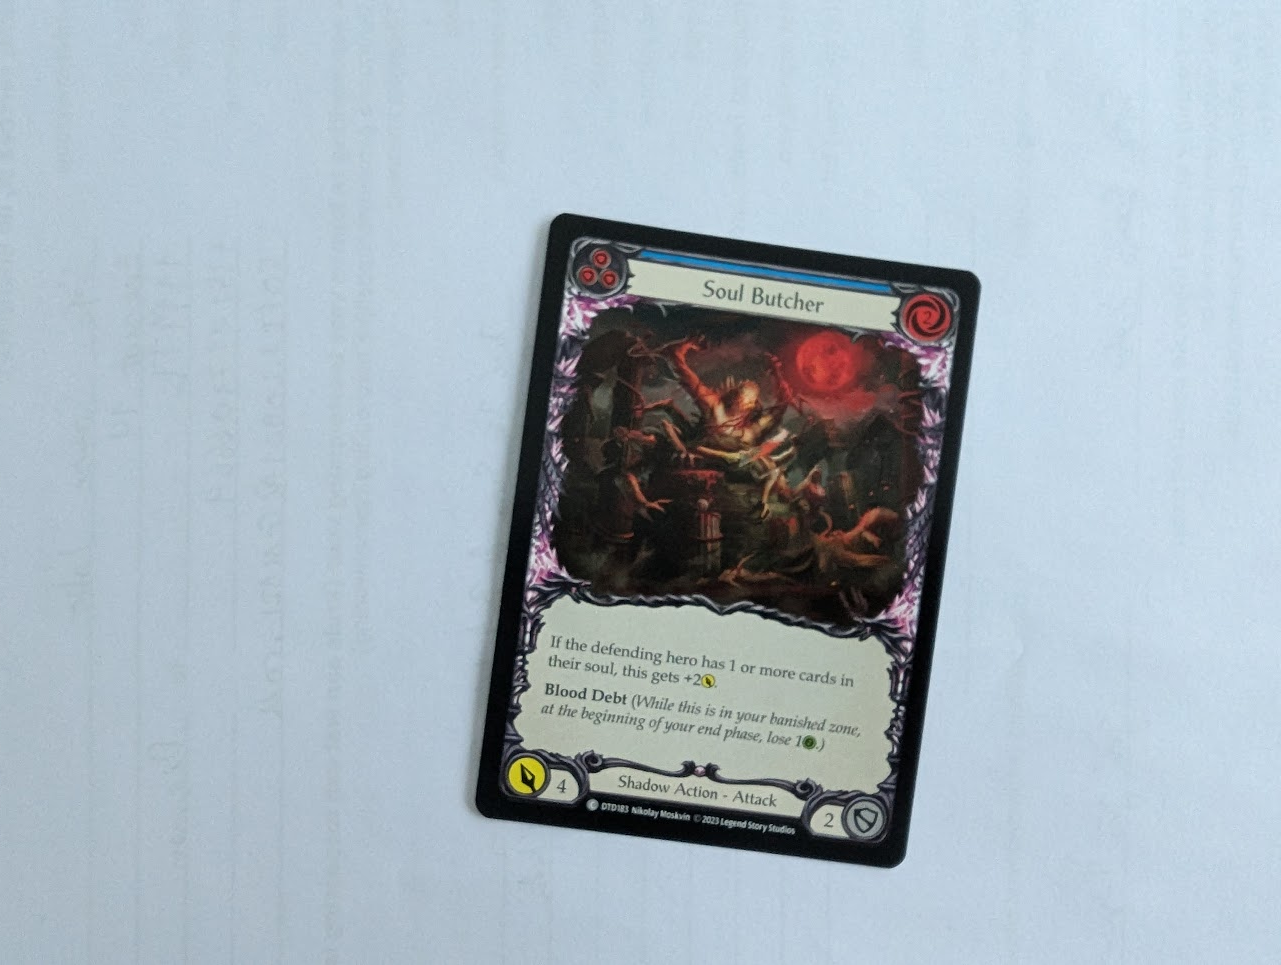 Soul Butcher
2
If the defending hero has 1 or more cards in
their soul, this gets +2.
Blood Debt (While this is in your banished zone,
at the beginning of your end phase, lose 1.)
4
Shadow Action - Attack
2
C DTD183 Nikolay Moskvin © 2023 Legend Story Studios